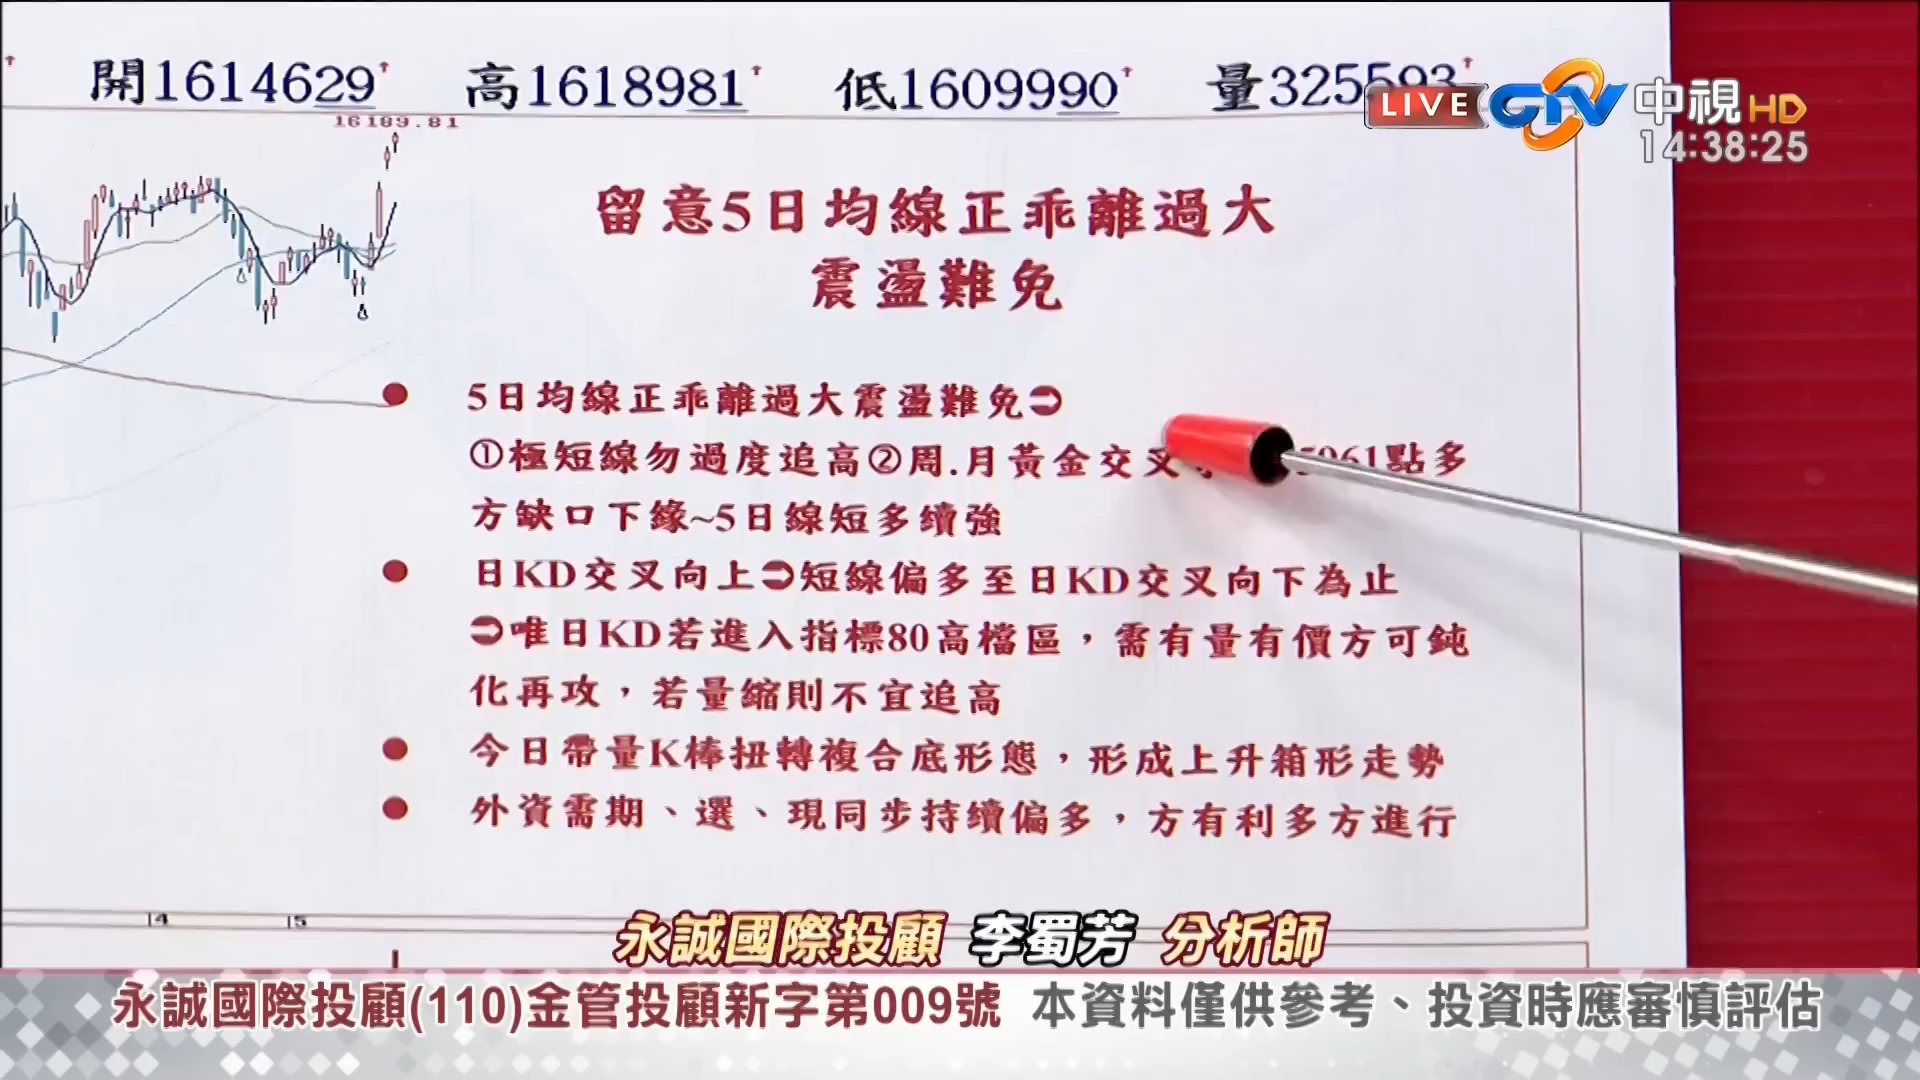 開1614629 高1618981 低1609990 量325593
LIVE CTV 中視HD
14:38:25
16189.81
留意5日均線正乖離過大
震盪難免
● 5日均線正乖離過大震盪難免➲
①極短線勿過度追高②周.月黃金交叉 5961點多
方缺口下緣~5日線短多續強
● 日KD交叉向上➲短線偏多至日KD交叉向下為止
➲唯日KD若進入指標80高檔區，需有量有價方可鈍
化再攻，若量縮則不宜追高
● 今日帶量K棒扭轉複合底形態，形成上升箱形走勢
● 外資需期、選、現同步持續偏多，方有利多方進行
4 5
永誠國際投顧 李蜀芳 分析師
永誠國際投顧(110)金管投顧新字第009號 本資料僅供參考、投資時應審慎評估